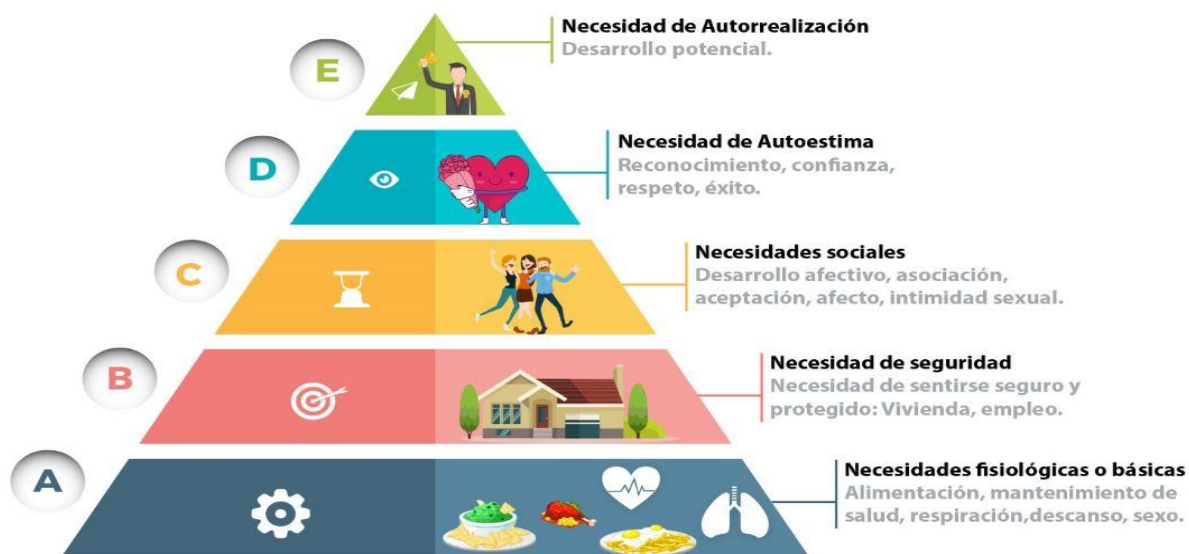 E
Necesidad de Autorrealización
Desarrollo potencial.
D
Necesidad de Autoestima
Reconocimiento, confianza,
respeto, éxito.
C
Necesidades sociales
Desarrollo afectivo, asociación,
aceptación, afecto, intimidad sexual.
B
Necesidad de seguridad
Necesidad de sentirse seguro y
protegido: Vivienda, empleo.
A
Necesidades fisiológicas o básicas
Alimentación, mantenimiento de
salud, respiración,descanso, sexo.